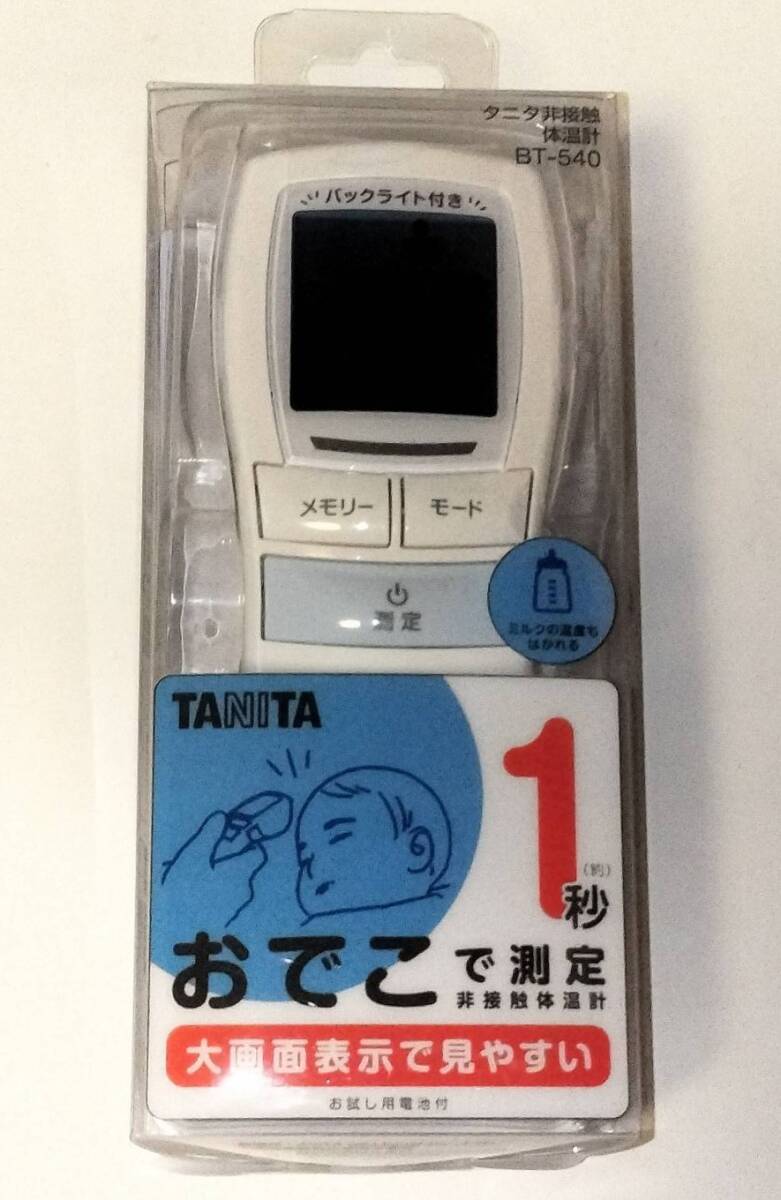 タニタ非接触
体温計
BT-540
バックライト付き
メモリー
モード
測定
ミルクの温度も
はかれる
TANITA
1
(約)
秒
おでこで測定
非接触体温計
大画面表示で見やすい
お試し用電池付